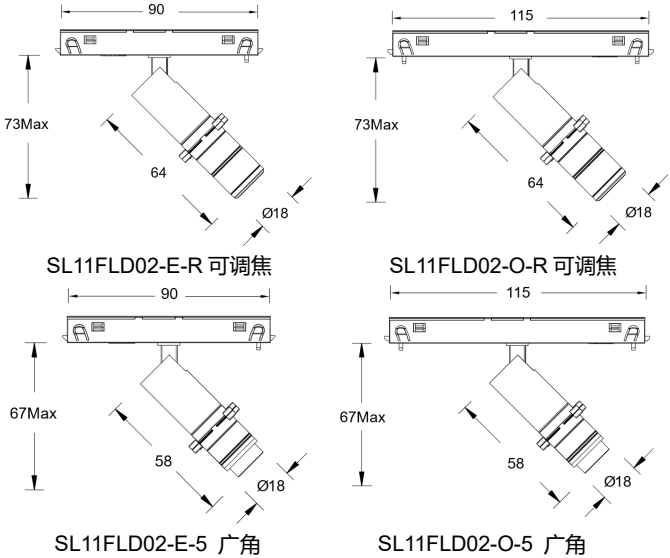 90
115
73Max
73Max
64
64
Ø18
Ø18
SL11FLD02-E-R 可调焦
SL11FLD02-O-R 可调焦
90
115
67Max
67Max
58
58
Ø18
Ø18
SL11FLD02-E-5 广角
SL11FLD02-O-5 广角